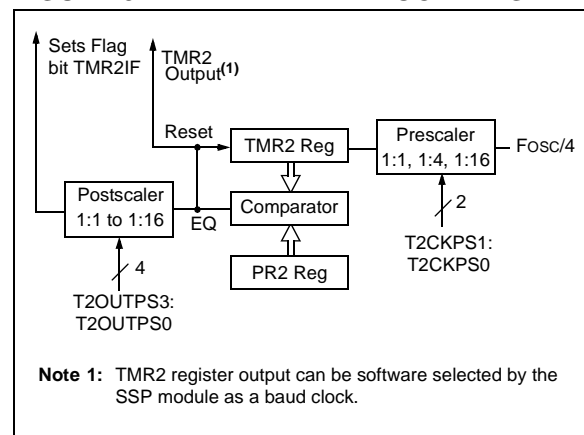 Sets Flag
bit TMR2IF
TMR2
Output(1)
Reset
TMR2 Reg
Prescaler
1:1, 1:4, 1:16
FOSC/4
Postscaler
1:1 to 1:16
EQ
Comparator
2
T2CKPS1:
T2CKPS0
4
PR2 Reg
T2OUTPS3:
T2OUTPS0
Note 1: TMR2 register output can be software selected by the
SSP module as a baud clock.